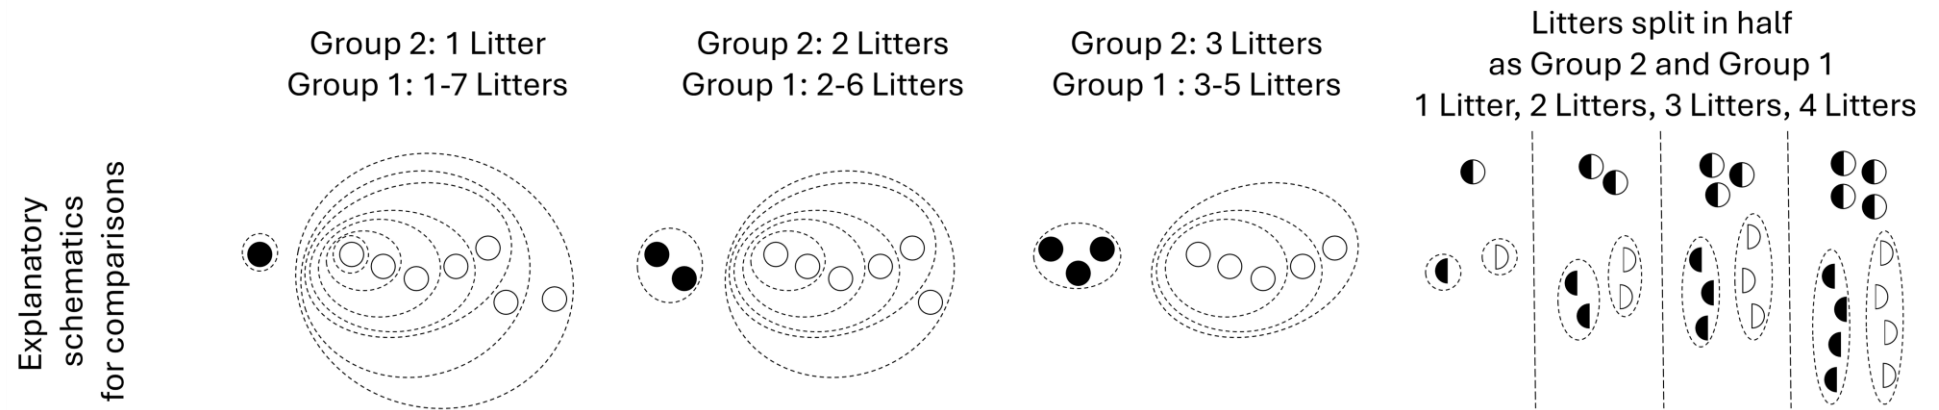 Group 2: 1 Litter
Group 1: 1-7 Litters
Group 2: 2 Litters
Group 1: 2-6 Litters
Group 2: 3 Litters
Group 1 : 3-5 Litters
Litters split in half
as Group 2 and Group 1
1 Litter, 2 Litters, 3 Litters, 4 Litters
Explanatory
schematics
for comparisons